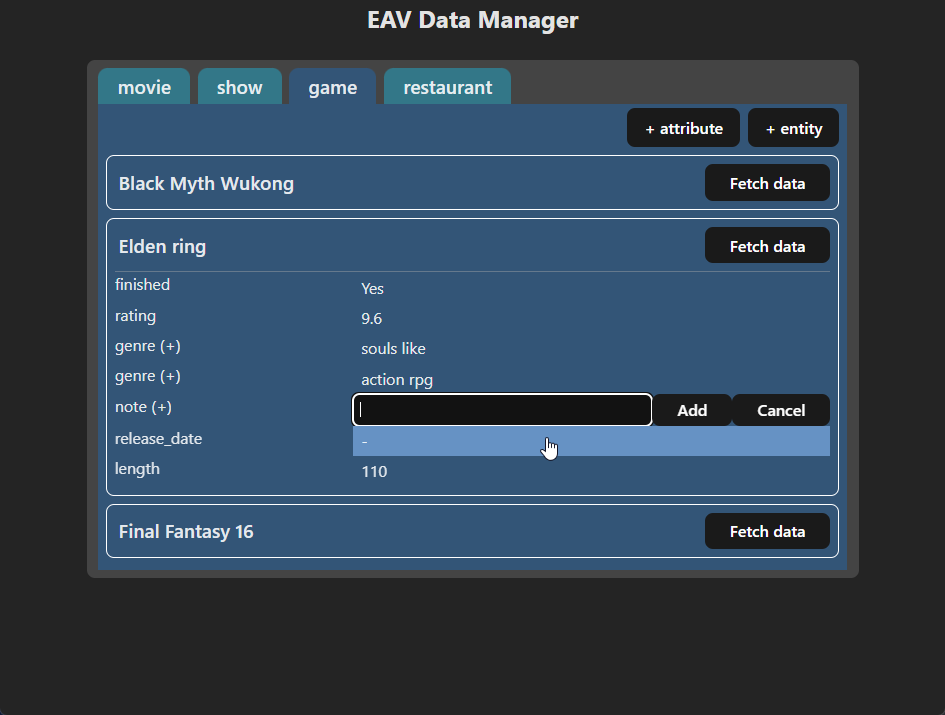 EAV Data Manager
movie show game restaurant
+ attribute + entity
Black Myth Wukong Fetch data
Elden ring Fetch data
finished Yes
rating 9.6
genre (+) souls like
genre (+) action rpg
note (+) Add Cancel
release_date -
length 110
Final Fantasy 16 Fetch data